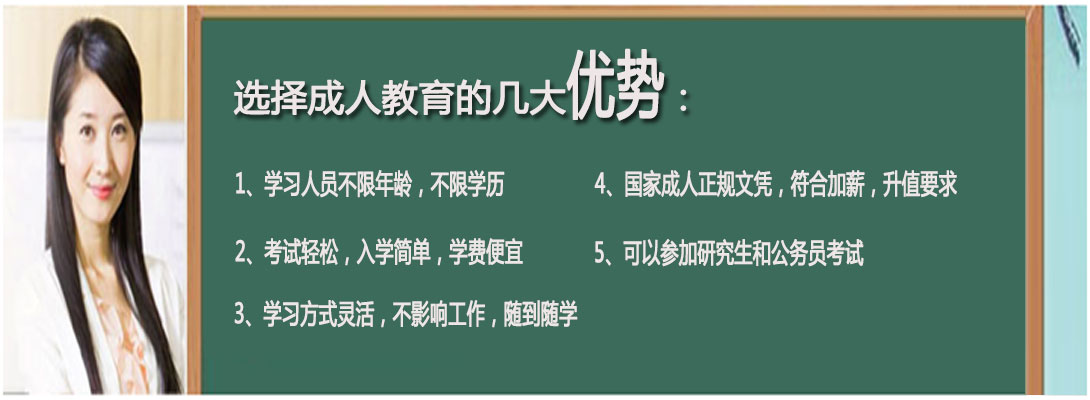 选择成人教育的几大优势：
1、学习人员不限年龄，不限学历
2、考试轻松，入学简单，学费便宜
3、学习方式灵活，不影响工作，随到随学
4、国家成人正规文凭，符合加薪，升值要求
5、可以参加研究生和公务员考试